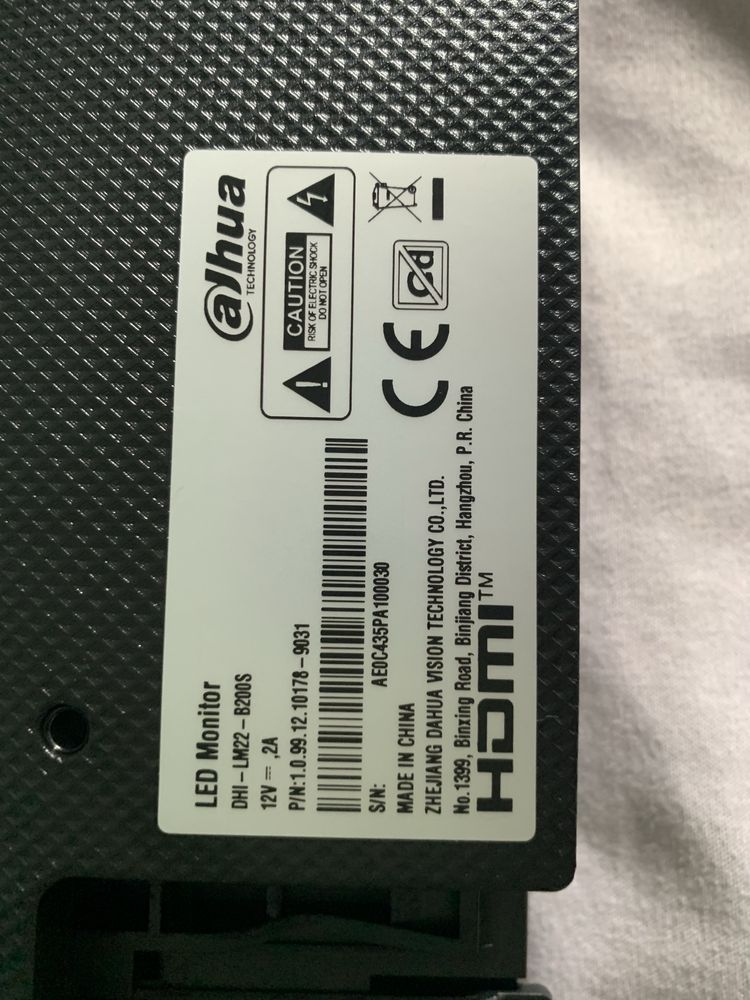 LED Monitor
DHI-LM22-B200S
12V ⎓ ,2A
P/N:1.0.99.12.10178-9031
S/N: AE0C435PA100030
MADE IN CHINA
ZHEJIANG DAHUA VISION TECHNOLOGY CO.,LTD.
No.1399, Binxing Road, Binjiang District, Hangzhou, P.R. China
HDMI™
alhua
TECHNOLOGY
CAUTION
RISK OF ELECTRIC SHOCK
DO NOT OPEN
CE
Cd